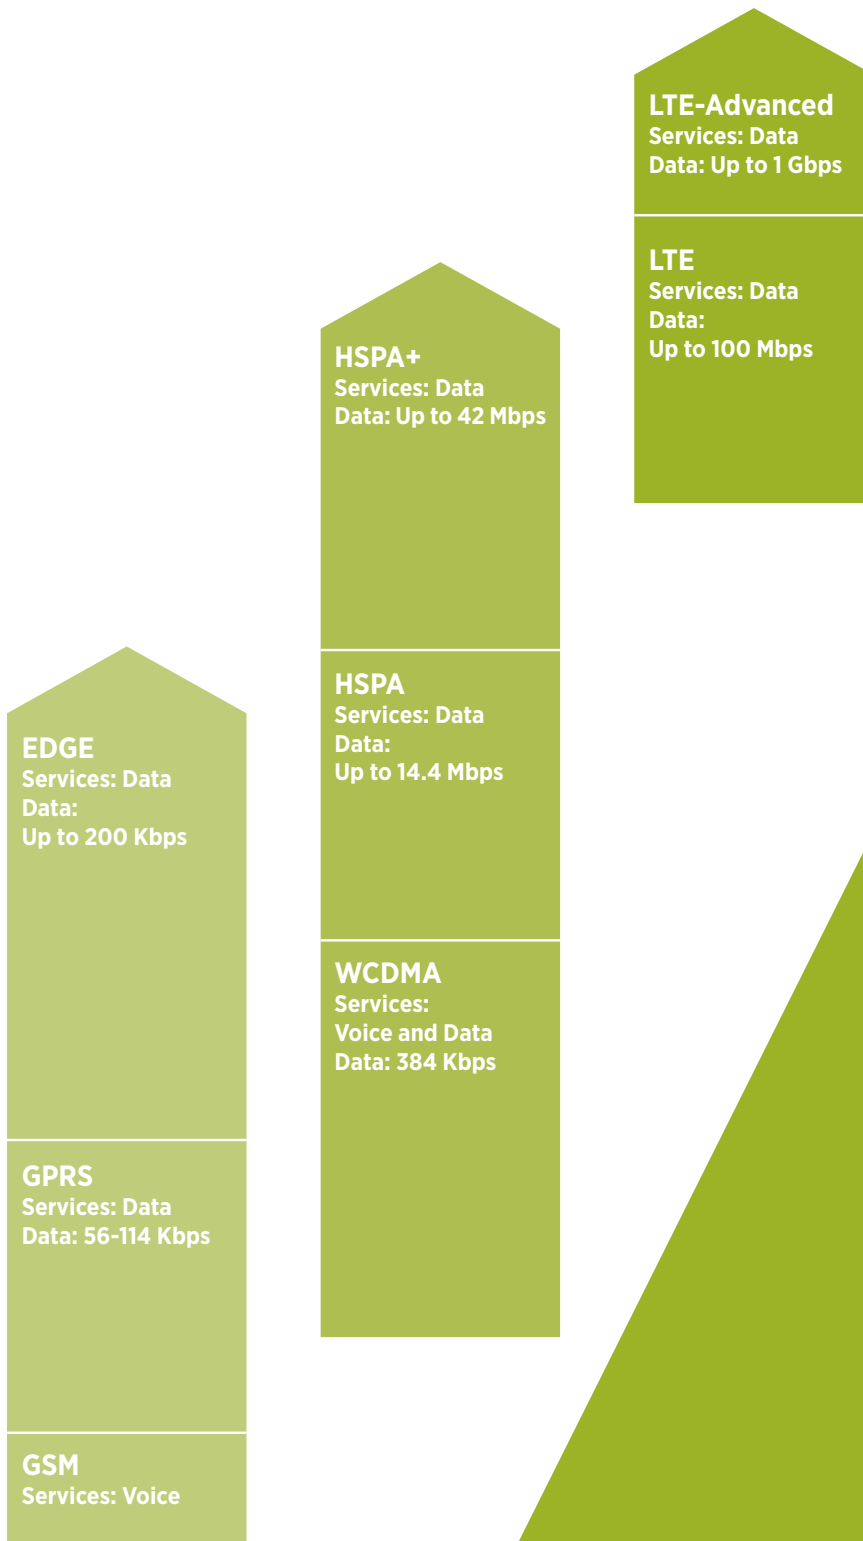 LTE-Advanced
Services: Data
Data: Up to 1 Gbps
LTE
Services: Data
Data:
Up to 100 Mbps
HSPA+
Services: Data
Data: Up to 42 Mbps
HSPA
Services: Data
Data:
Up to 14.4 Mbps
WCDMA
Services:
Voice and Data
Data: 384 Kbps
EDGE
Services: Data
Data:
Up to 200 Kbps
GPRS
Services: Data
Data: 56-114 Kbps
GSM
Services: Voice